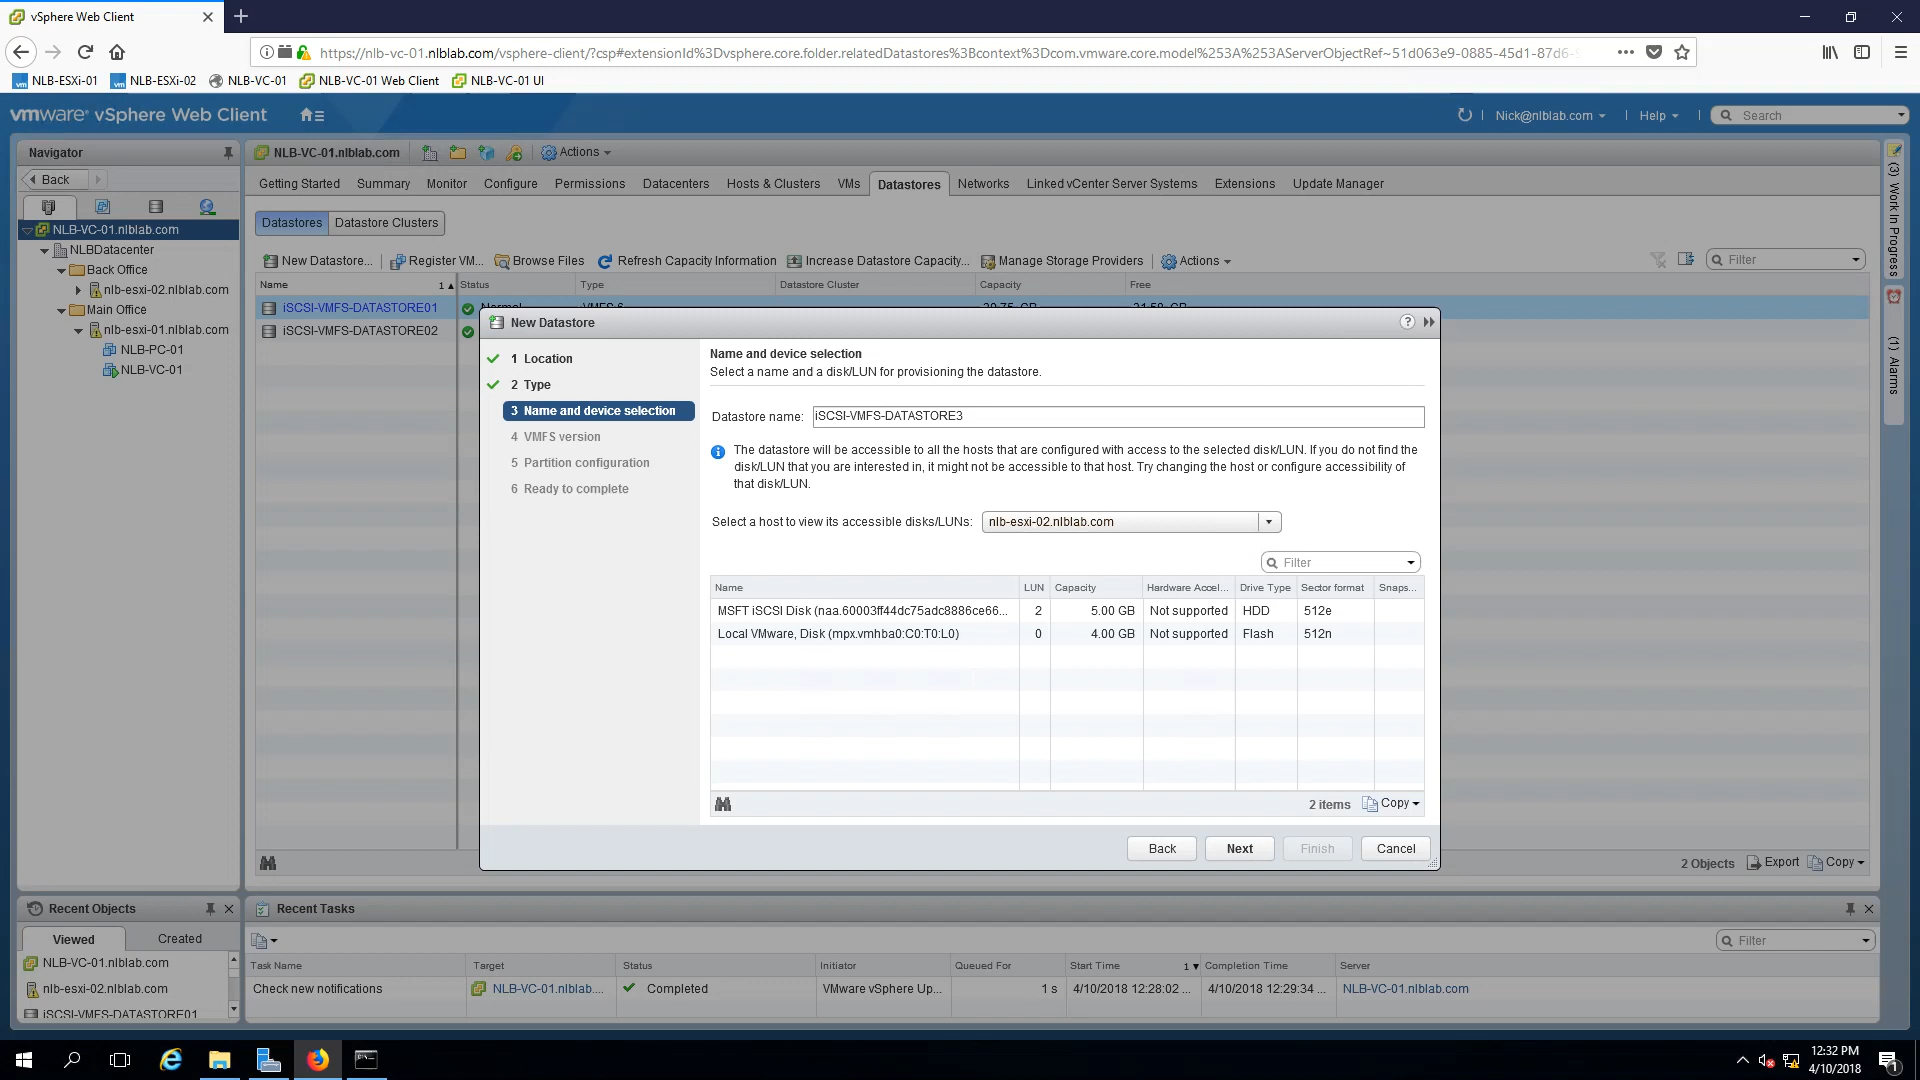 vSphere Web Client
https://nlb-vc-01.nlblab.com/vsphere-client/?csp#extensionId%3Dvsphere.core.folder.relatedDatastores%3Bcontext%3Dcom.vmware.core.model%253A%253AServerObjectRef~51d063e9-0885-45d1-87d6-
NLB-ESXi-01
NLB-ESXi-02
NLB-VC-01
NLB-VC-01 Web Client
NLB-VC-01 UI
vmware® vSphere Web Client
Nick@nlblab.com
Help
Search
Navigator
Back
NLB-VC-01.nlblab.com
NLBDatacenter
Back Office
nlb-esxi-02.nlblab.com
Main Office
nlb-esxi-01.nlblab.com
NLB-PC-01
NLB-VC-01
NLB-VC-01.nlblab.com
Actions
Getting Started Summary Monitor Configure Permissions Datacenters Hosts & Clusters VMs Datastores Networks Linked vCenter Server Systems Extensions Update Manager
Datastores Datastore Clusters
New Datastore... Register VM... Browse Files Refresh Capacity Information Increase Datastore Capacity... Manage Storage Providers Actions
Filter
Name 1 Status Type Datastore Cluster Capacity Free
iSCSI-VMFS-DATASTORE01 Normal VMFS 6
iSCSI-VMFS-DATASTORE02
New Datastore
1 Location
2 Type
3 Name and device selection
4 VMFS version
5 Partition configuration
6 Ready to complete
Name and device selection
Select a name and a disk/LUN for provisioning the datastore.
Datastore name: iSCSI-VMFS-DATASTORE3
The datastore will be accessible to all the hosts that are configured with access to the selected disk/LUN. If you do not find the
disk/LUN that you are interested in, it might not be accessible to that host. Try changing the host or configure accessibility of
that disk/LUN.
Select a host to view its accessible disks/LUNs: nlb-esxi-02.nlblab.com
Filter
Name LUN Capacity Hardware Accel... Drive Type Sector format Snaps...
MSFT iSCSI Disk (naa.60003ff44dc75adc8886ce66... 2 5.00 GB Not supported HDD 512e
Local VMware, Disk (mpx.vmhba0:C0:T0:L0) 0 4.00 GB Not supported Flash 512n
2 items Copy
Back Next Finish Cancel
2 Objects Export Copy
(3) Work In Progress
(1) Alarms
Recent Objects
Viewed Created
NLB-VC-01.nlblab.com
nlb-esxi-02.nlblab.com
iSCSI-VMFS-DATASTORE01
Recent Tasks
Filter
Task Name Target Status Initiator Queued For Start Time 1 Completion Time Server
Check new notifications NLB-VC-01.nlblab.... Completed VMware vSphere Up... 1 s 4/10/2018 12:28:02 ... 4/10/2018 12:29:34 ... NLB-VC-01.nlblab.com
12:32 PM
4/10/2018
1